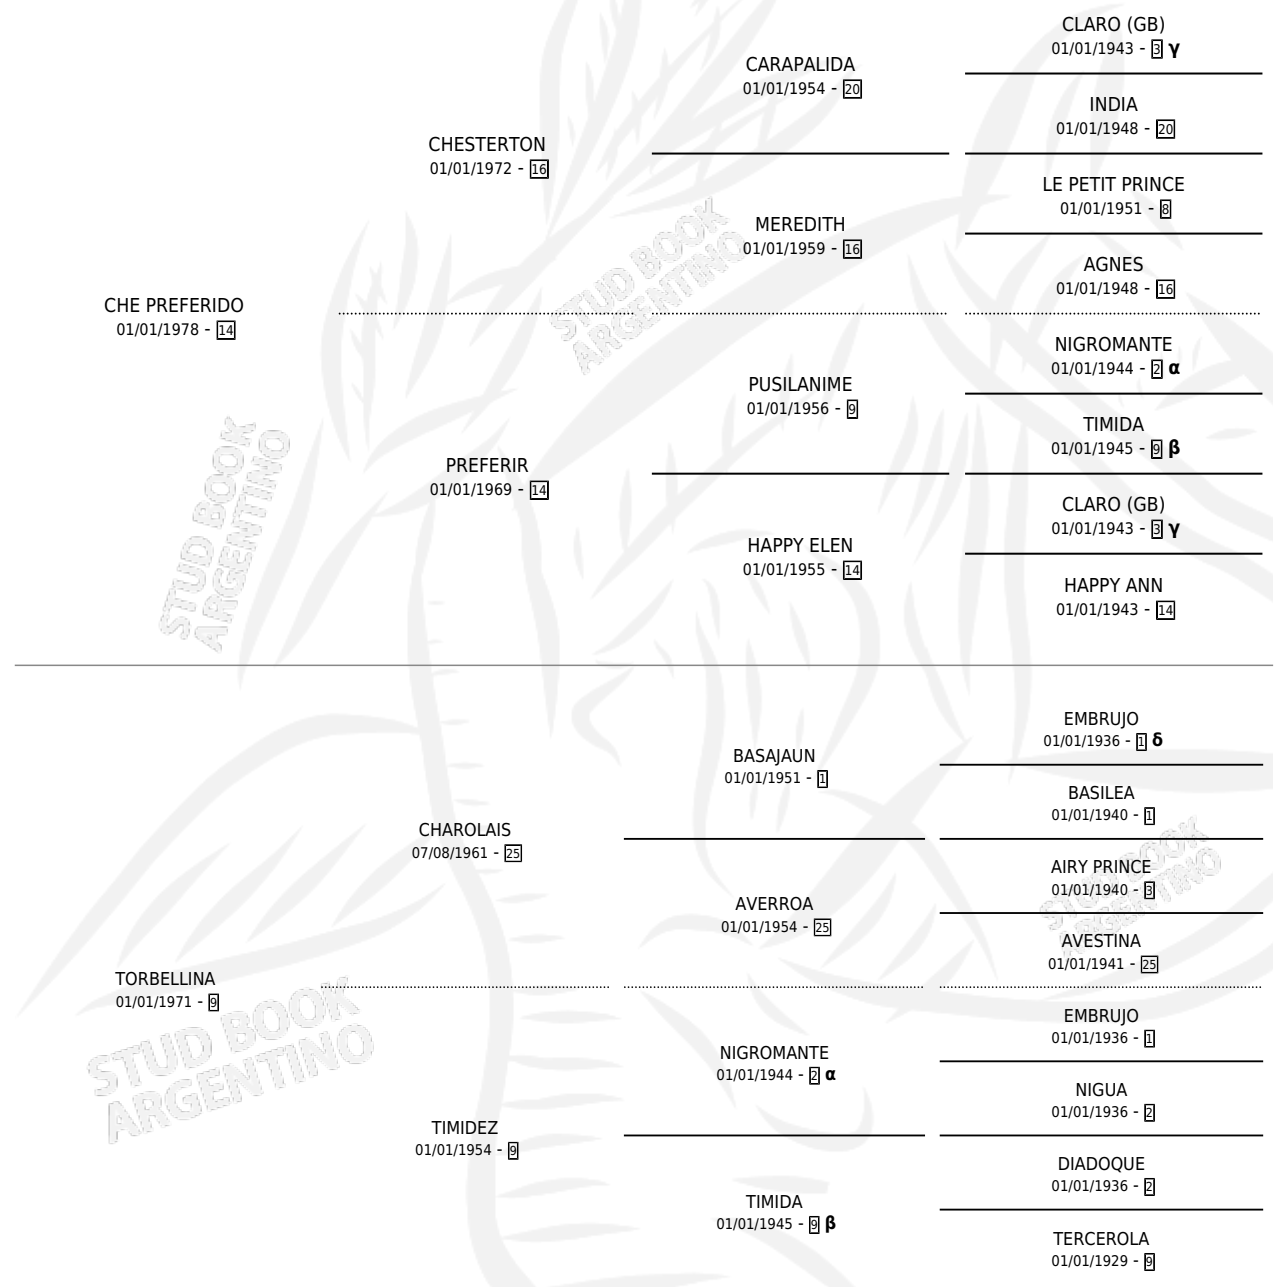 CLARO (GB)
01/01/1943 - 3 γ
CARAPALIDA
01/01/1954 - 20
INDIA
01/01/1948 - 20
CHESTERTON
01/01/1972 - 16
LE PETIT PRINCE
01/01/1951 - 8
MEREDITH
01/01/1959 - 16
AGNES
01/01/1948 - 16
CHE PREFERIDO
01/01/1978 - 14
NIGROMANTE
01/01/1944 - 2 α
PUSILANIME
01/01/1956 - 9
TIMIDA
01/01/1945 - 9 β
PREFERIR
01/01/1969 - 14
CLARO (GB)
01/01/1943 - 3 γ
HAPPY ELEN
01/01/1955 - 14
HAPPY ANN
01/01/1943 - 14
EMBRUJO
01/01/1936 - 1 δ
BASAJAUN
01/01/1951 - 1
BASILEA
01/01/1940 - 1
CHAROLAIS
07/08/1961 - 25
AIRY PRINCE
01/01/1940 - 3
AVERROA
01/01/1954 - 25
AVESTINA
01/01/1941 - 25
TORBELLINA
01/01/1971 - 9
EMBRUJO
01/01/1936 - 1
NIGROMANTE
01/01/1944 - 2 α
NIGUA
01/01/1936 - 2
TIMIDEZ
01/01/1954 - 9
DIADOQUE
01/01/1936 - 2
TIMIDA
01/01/1945 - 9 β
TERCEROLA
01/01/1929 - 9
STUD BOOK
ARGENTINO
STUD BOOK
ARGENTINO
STUD BOOK
ARGENTINO
STUD BOOK
ARGENTINO